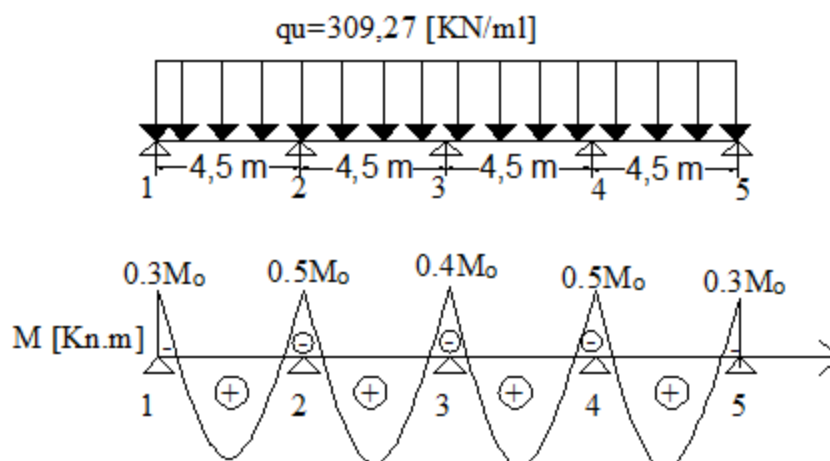 qu=309,27 [KN/ml]
4,5 m 4,5 m 4,5 m 4,5 m
1 2 3 4 5
0.3Mₒ 0.5Mₒ 0.4Mₒ 0.5Mₒ 0.3Mₒ
M [Kn.m] - - - - -
+ + + +
1 2 3 4 5